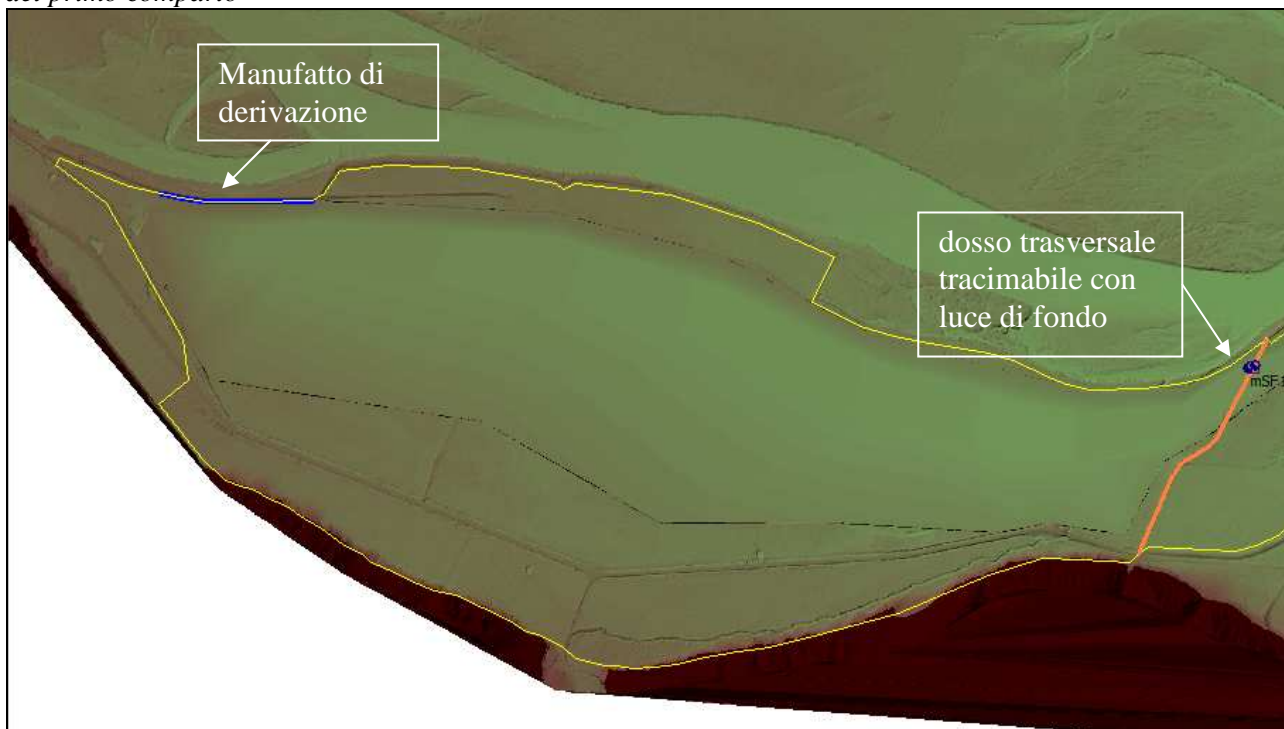 del primo comparto
Manufatto di
derivazione
dosso trasversale
tracimabile con
luce di fondo